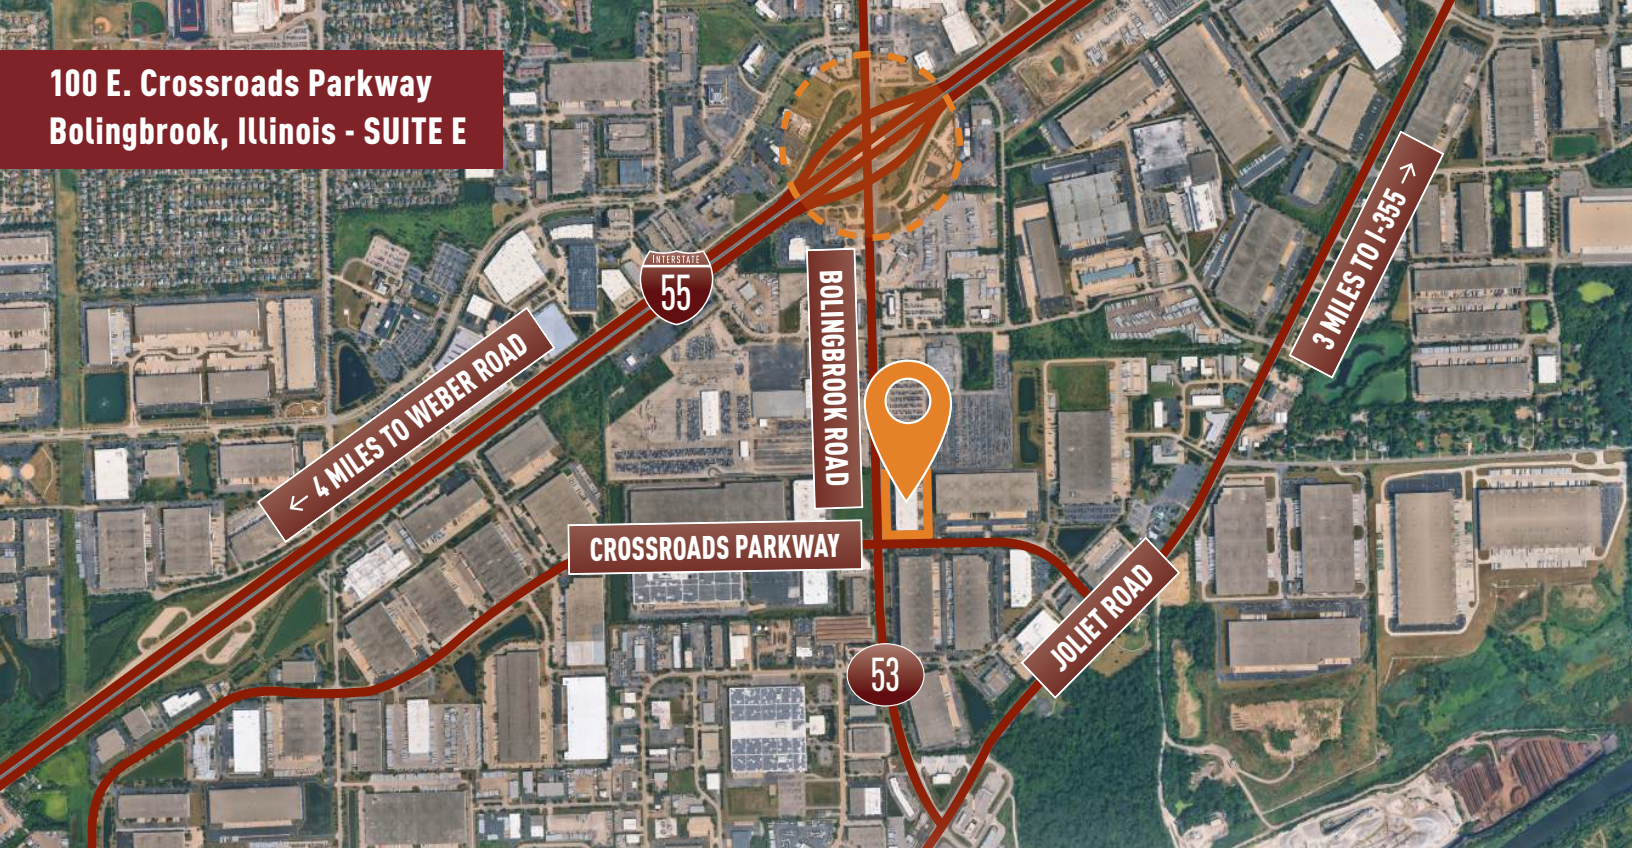 100 E. Crossroads Parkway
Bolingbrook, Illinois - SUITE E
3 MILES TO I-355 →
INTERSTATE
55
BOLINGBROOK ROAD
← 4 MILES TO WEBER ROAD
CROSSROADS PARKWAY
JOLIET ROAD
53